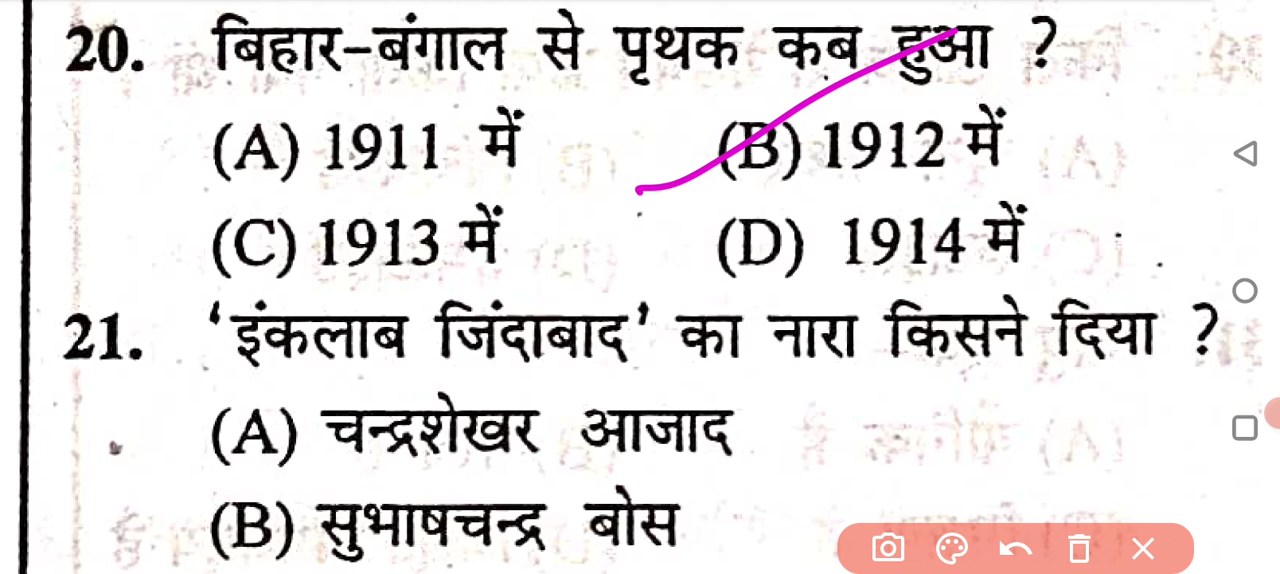 20. बिहार-बंगाल से पृथक कब हुआ ?
(A) 1911 में (B) 1912 में
(C) 1913 में (D) 1914 में
21. 'इंकलाब जिंदाबाद' का नारा किसने दिया ?
(A) चन्द्रशेखर आजाद
(B) सुभाषचन्द्र बोस